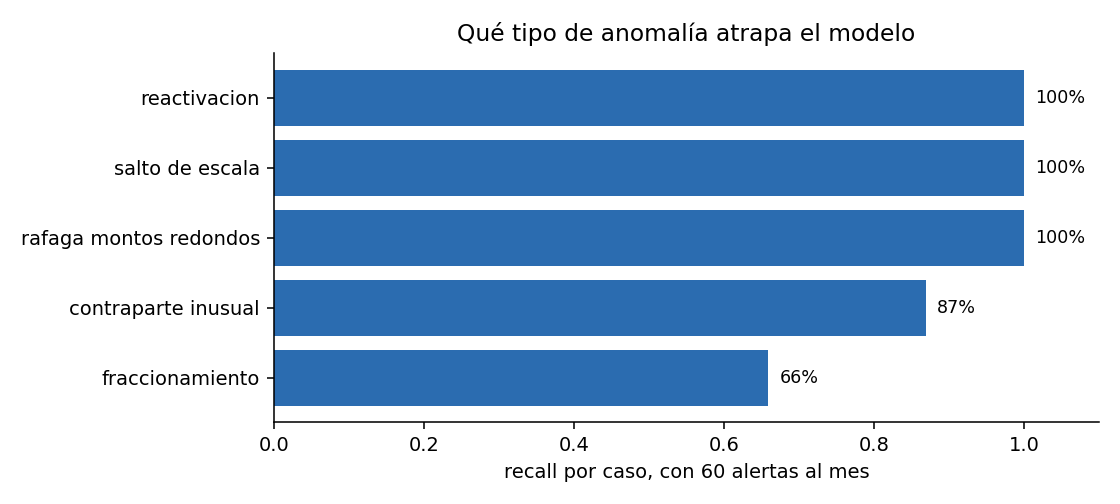 Qué tipo de anomalía atrapa el modelo
reactivacion 100%
salto de escala 100%
rafaga montos redondos 100%
contraparte inusual 87%
fraccionamiento 66%
0.0 0.2 0.4 0.6 0.8 1.0
recall por caso, con 60 alertas al mes